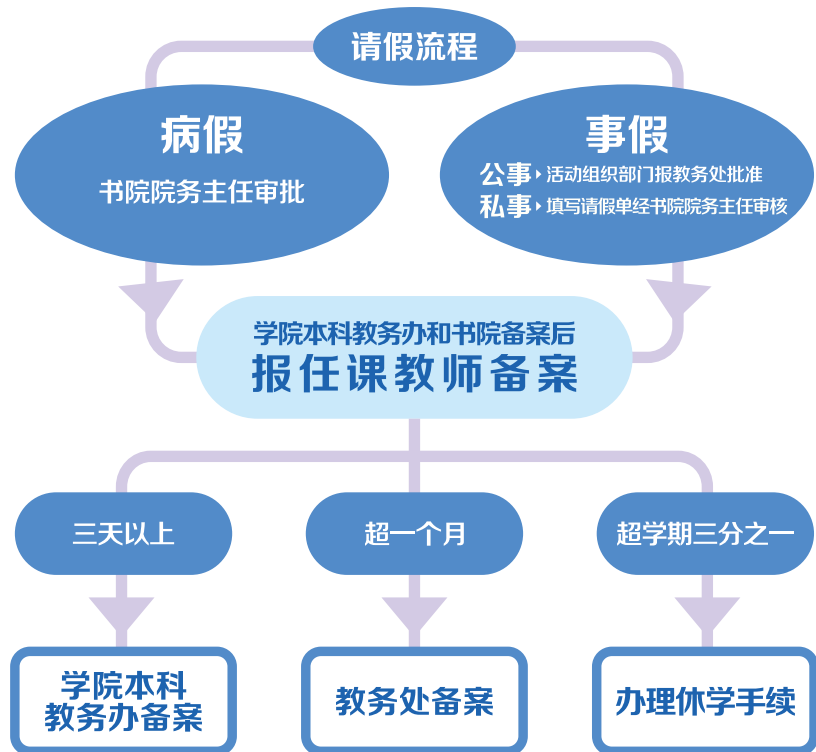 请假流程
病假
书院院务主任审批
事假
公事 活动组织部门报教务处批准
私事 填写请假单经书院院务主任审核
学院本科教务办和书院备案后
报任课教师备案
三天以上
超一个月
超学期三分之一
学院本科
教务办备案
教务处备案
办理休学手续